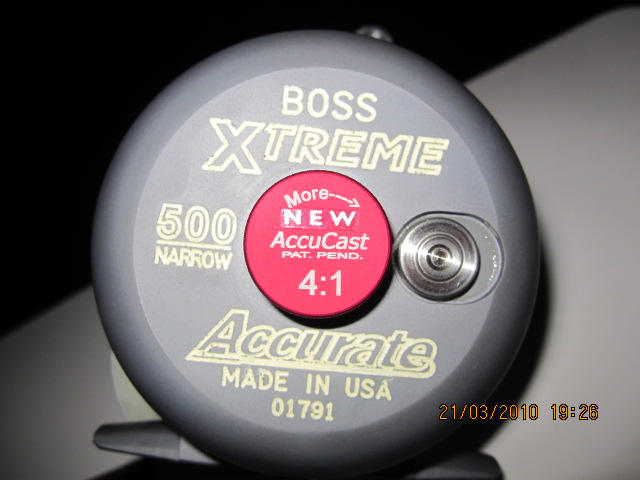 BOSS
XTREME
500
NARROW
More
NEW
AccuCast
PAT. PEND.
4:1
Accurate
MADE IN USA
01791
21/03/2010 19:26